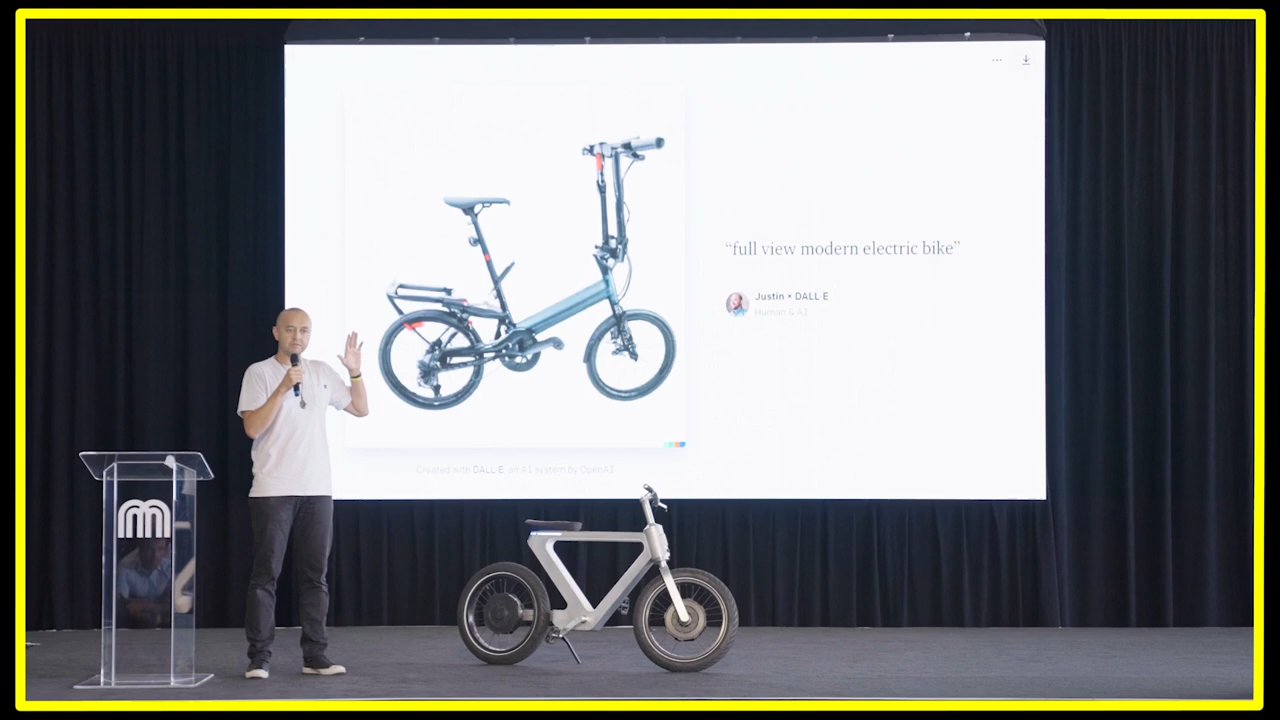 “full view modern electric bike”
Justin × DALL·E
Human & AI
Created with DALL·E, an AI system by OpenAI
m